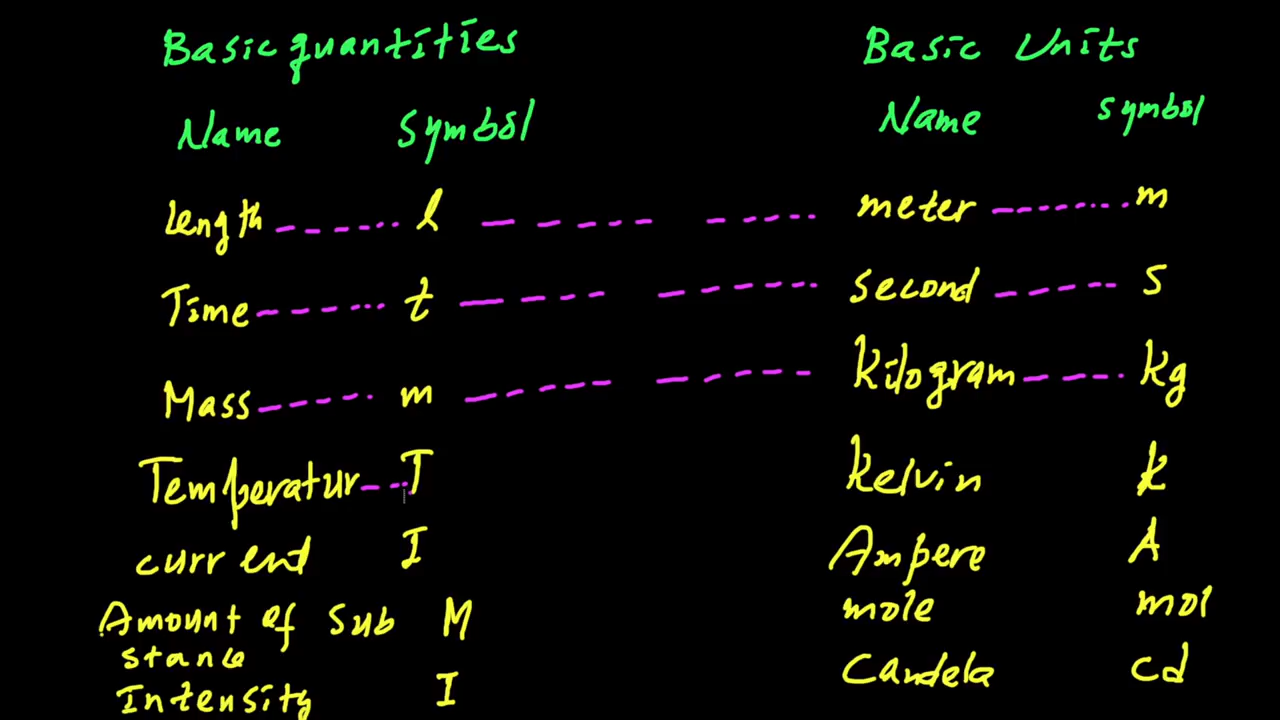 Basic quantities Basic Units
Name Symbol Name Symbol
Length l meter m
Time t second s
Mass m kilogram kg
Temperatur T kelvin k
current I Ampere A
Amount of Sub M mole mol
stance
Intensity I Candela cd